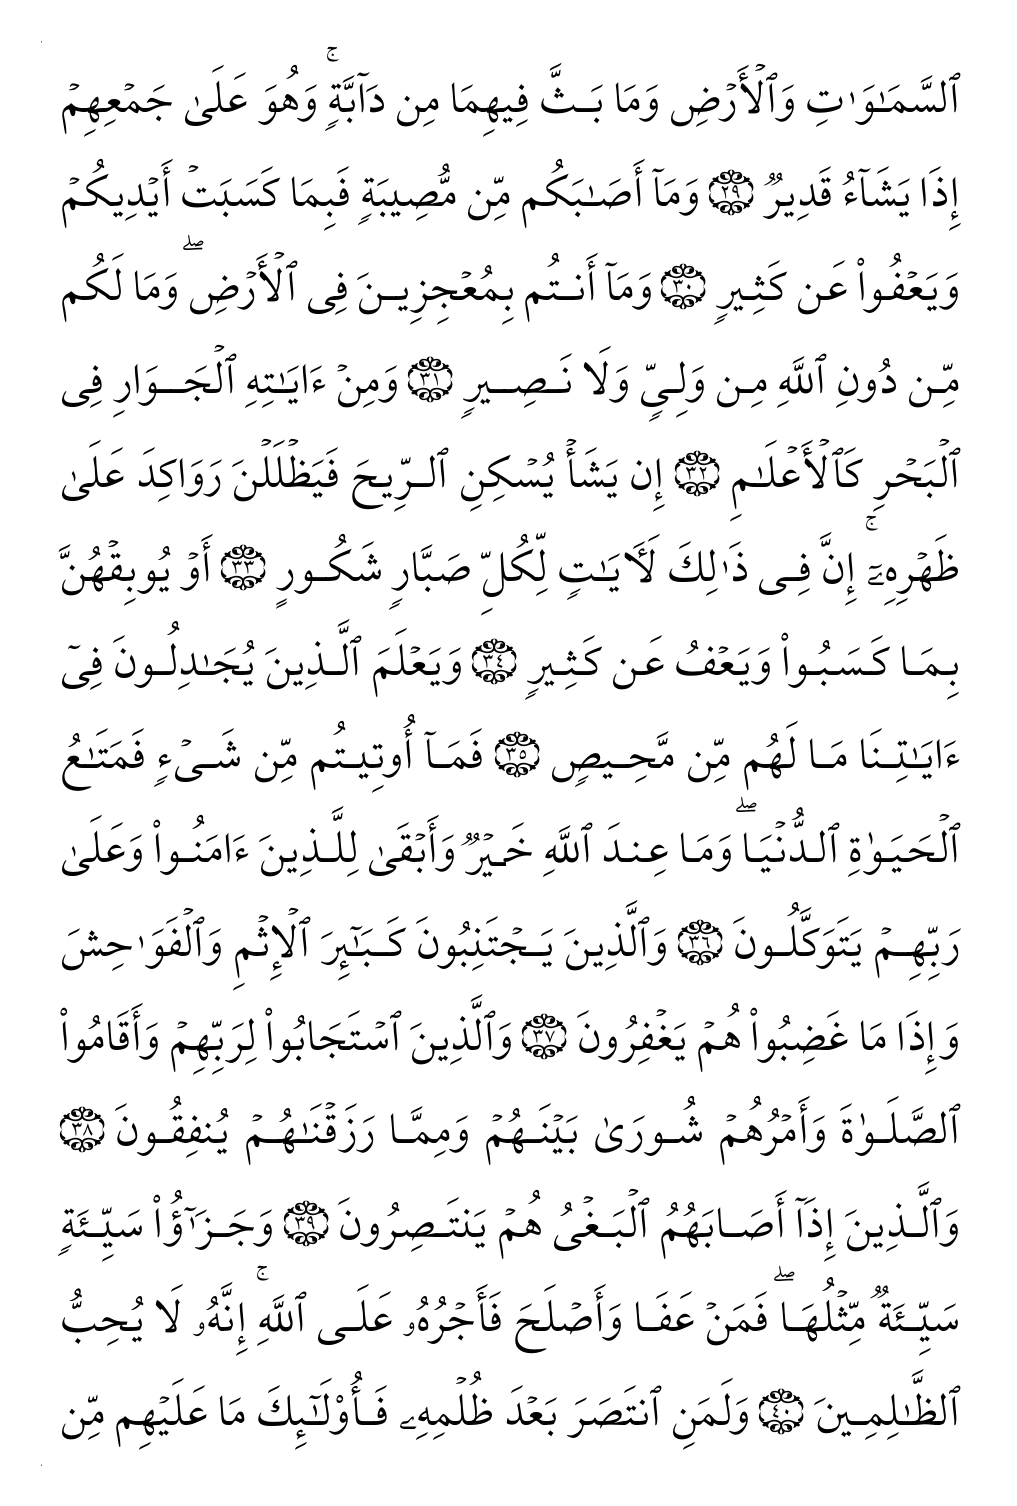 ٱلسَّمَـٰوَٰتِ وَٱلْأَرْضِ وَمَا بَـثَّ فِيهِمَا مِن دَآبَّةٍۚ وَهُوَ عَلَىٰ جَمْعِهِمْ
إِذَا يَشَآءُ قَدِيرٌ ٢٩ وَمَآ أَصَـٰبَكُم مِّن مُّصِيبَةٍ فَبِمَا كَسَبَتْ أَيْدِيكُمْ
وَيَعْفُوا۟ عَن كَثِيرٍ ٣٠ وَمَآ أَنتُم بِمُعْجِزِينَ فِى ٱلْأَرْضِۖ وَمَا لَكُم
مِّن دُونِ ٱللَّهِ مِن وَلِىٍّ وَلَا نَصِيرٍ ٣١ وَمِنْ ءَايَـٰتِهِ ٱلْجَوَارِ فِى
ٱلْبَحْرِ كَٱلْأَعْلَـٰمِ ٣٢ إِن يَشَأْ يُسْكِنِ ٱلرِّيحَ فَيَظْلَلْنَ رَوَاكِدَ عَلَىٰ
ظَهْرِهِۦٓۚ إِنَّ فِى ذَٰلِكَ لَـَٔايَـٰتٍ لِّكُلِّ صَبَّارٍ شَكُورٍ ٣٣ أَوْ يُوبِقْهُنَّ
بِمَا كَسَبُوا۟ وَيَعْفُ عَن كَثِيرٍ ٣٤ وَيَعْلَمَ ٱلَّذِينَ يُجَـٰدِلُونَ فِىٓ
ءَايَـٰتِنَا مَا لَهُم مِّن مَّحِيصٍ ٣٥ فَمَآ أُوتِيتُم مِّن شَىْءٍ فَمَتَـٰعُ
ٱلْحَيَوٰةِ ٱلدُّنْيَاۖ وَمَا عِندَ ٱللَّهِ خَيْرٌ وَأَبْقَىٰ لِلَّذِينَ ءَامَنُوا۟ وَعَلَىٰ
رَبِّهِمْ يَتَوَكَّلُونَ ٣٦ وَٱلَّذِينَ يَجْتَنِبُونَ كَبَـٰٓئِرَ ٱلْإِثْمِ وَٱلْفَوَٰحِشَ
وَإِذَا مَا غَضِبُوا۟ هُمْ يَغْفِرُونَ ٣٧ وَٱلَّذِينَ ٱسْتَجَابُوا۟ لِرَبِّهِمْ وَأَقَامُوا۟
ٱلصَّلَوٰةَ وَأَمْرُهُمْ شُورَىٰ بَيْنَهُمْ وَمِمَّا رَزَقْنَـٰهُمْ يُنفِقُونَ ٣٨
وَٱلَّذِينَ إِذَآ أَصَابَهُمُ ٱلْبَغْىُ هُمْ يَنتَصِرُونَ ٣٩ وَجَزَٰٓؤُا۟ سَيِّئَةٍ
سَيِّئَةٌ مِّثْلُهَاۖ فَمَنْ عَفَا وَأَصْلَحَ فَأَجْرُهُۥ عَلَى ٱللَّهِۚ إِنَّهُۥ لَا يُحِبُّ
ٱلظَّـٰلِمِينَ ٤٠ وَلَمَنِ ٱنتَصَرَ بَعْدَ ظُلْمِهِۦ فَأُو۟لَـٰٓئِكَ مَا عَلَيْهِم مِّن